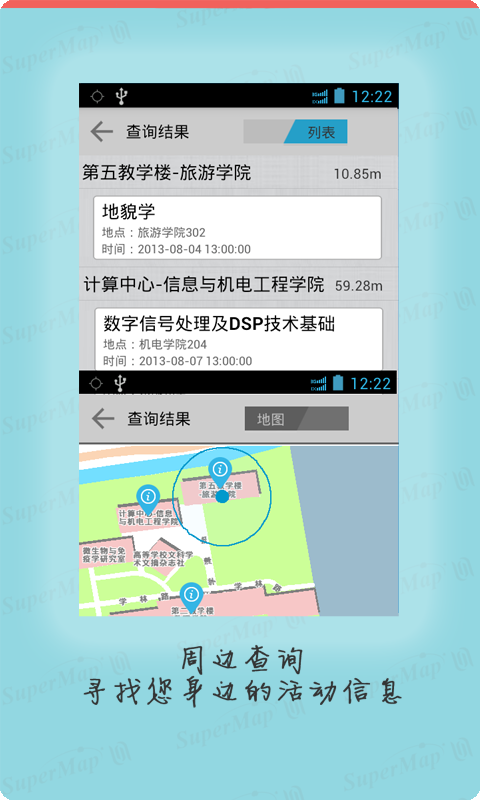 12:22
查询结果
列表
第五教学楼-旅游学院
10.85m
地貌学
地点：旅游学院302
时间：2013-08-04 13:00:00
计算中心-信息与机电工程学院
59.28m
数字信号处理及DSP技术基础
地点：机电学院204
时间：2013-08-07 13:00:00
12:22
查询结果
地图
第五教学楼
计算中心-信息
与机电工程学院
微生物与免
疫学研究室
高等学校文科学
术文摘杂志社
学 林 路
学 林
第二教学楼
周边查询
寻找您身边的活动信息
SuperMap